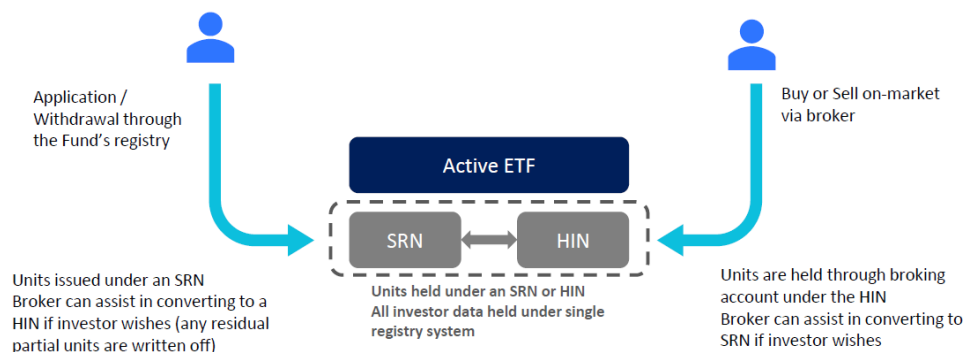 Application /
Withdrawal through
the Fund's registry
Buy or Sell on-market
via broker
Active ETF
SRN
HIN
Units issued under an SRN
Broker can assist in converting to a
HIN if investor wishes (any residual
partial units are written off)
Units held under an SRN or HIN
All investor data held under single
registry system
Units are held through broking
account under the HIN
Broker can assist in converting to
SRN if investor wishes